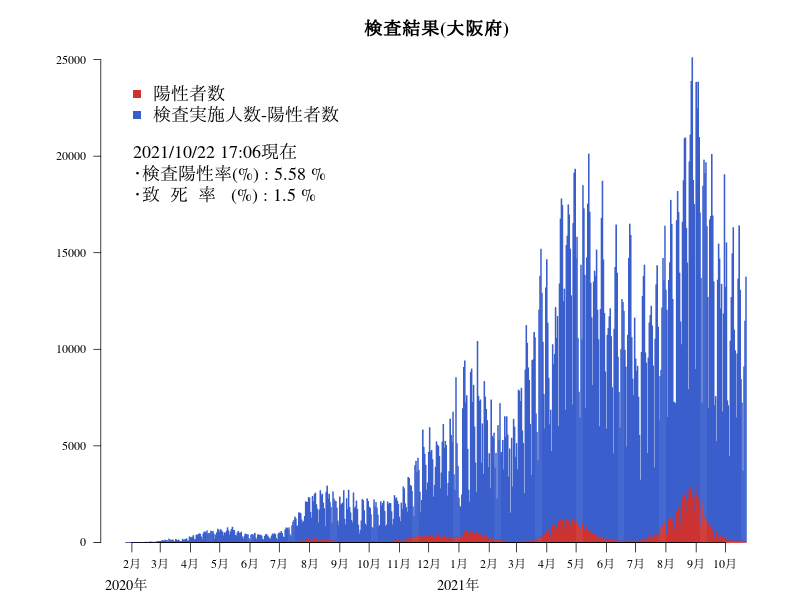 検査結果(大阪府)
25000
20000
15000
10000
5000
0
陽性者数
検査実施人数-陽性者数
2021/10/22 17:06現在
・検査陽性率(%) : 5.58 %
・致 死 率 (%) : 1.5 %
2月 3月 4月 5月 6月 7月 8月 9月 10月 11月 12月 1月 2月 3月 4月 5月 6月 7月 8月 9月 10月
2020年 2021年